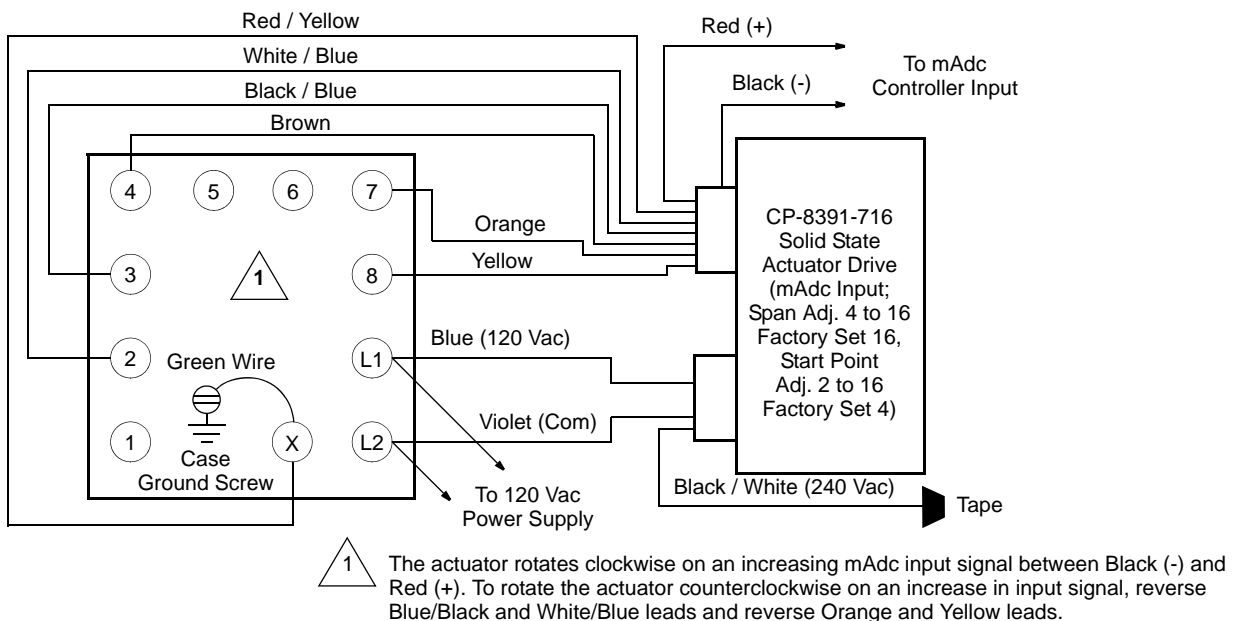 Red / Yellow
White / Blue
Black / Blue
Brown
Red (+)
Black (-)
To mAdc
Controller Input
4
5
6
7
3
1
8
2
L1
1
X
L2
Green Wire
Case
Ground Screw
Orange
Yellow
Blue (120 Vac)
Violet (Com)
To 120 Vac
Power Supply
CP-8391-716
Solid State
Actuator Drive
(mAdc Input;
Span Adj. 4 to 16
Factory Set 16,
Start Point
Adj. 2 to 16
Factory Set 4)
Black / White (240 Vac)
Tape
1
The actuator rotates clockwise on an increasing mAdc input signal between Black (-) and
Red (+). To rotate the actuator counterclockwise on an increase in input signal, reverse
Blue/Black and White/Blue leads and reverse Orange and Yellow leads.